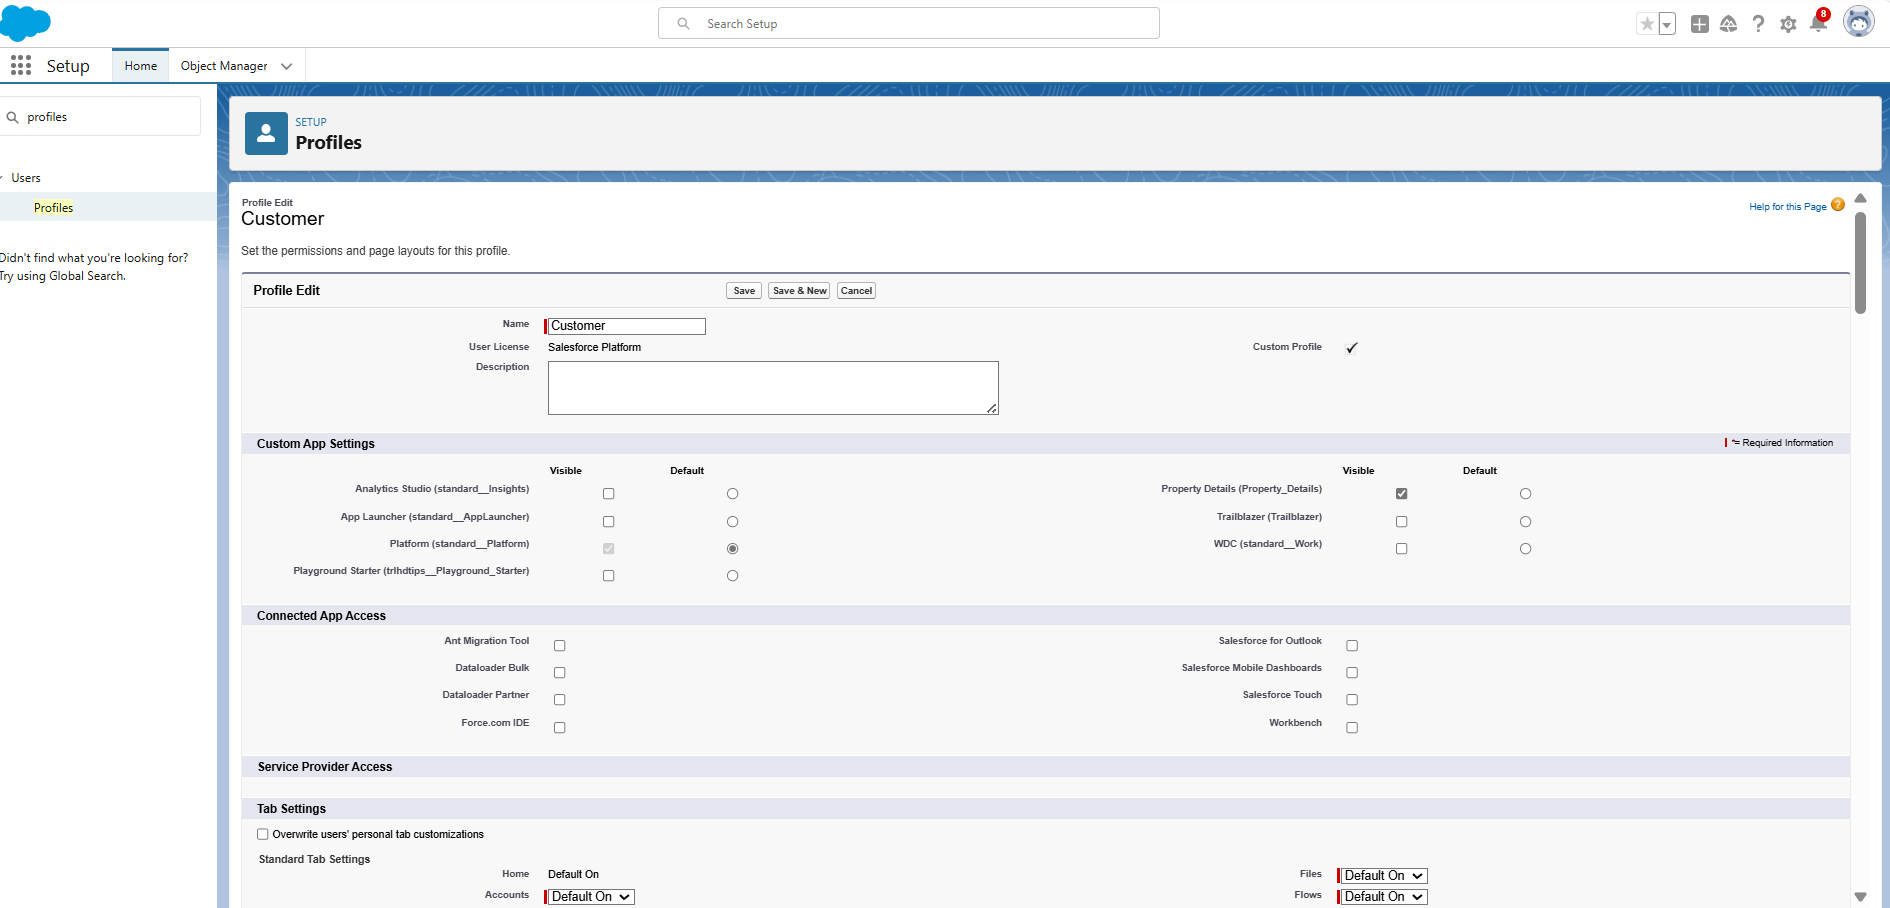 Search Setup
8
Setup
Home
Object Manager
profiles
Users
Profiles
Didn't find what you're looking for?
Try using Global Search.
SETUP
Profiles
Profile Edit
Customer
Help for this Page ?
Set the permissions and page layouts for this profile.
Profile Edit
Save
Save & New
Cancel
Name
Customer
User License
Salesforce Platform
Custom Profile
Description
Custom App Settings
*= Required Information
Visible
Default
Visible
Default
Analytics Studio (standard__Insights)
Property Details (Property_Details)
App Launcher (standard__AppLauncher)
Trailblazer (Trailblazer)
Platform (standard__Platform)
WDC (standard__Work)
Playground Starter (trlhdtips__Playground_Starter)
Connected App Access
Ant Migration Tool
Salesforce for Outlook
Dataloader Bulk
Salesforce Mobile Dashboards
Dataloader Partner
Salesforce Touch
Force.com IDE
Workbench
Service Provider Access
Tab Settings
Overwrite users' personal tab customizations
Standard Tab Settings
Home
Default On
Files
Default On
Accounts
Default On
Flows
Default On